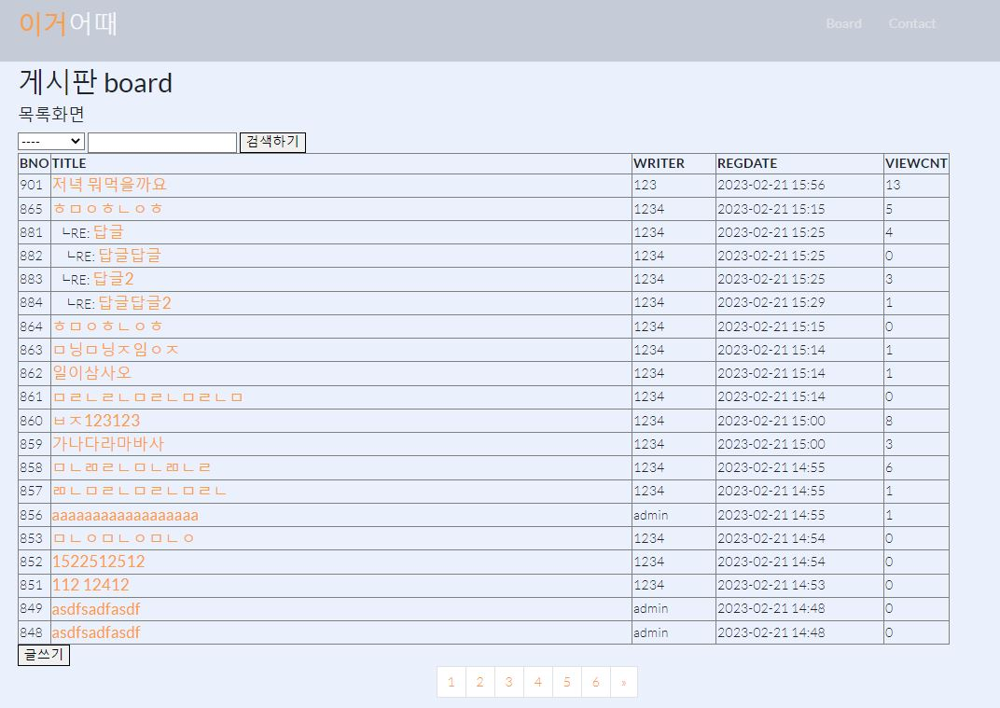 이거어때 Board Contact
게시판 board
목록화면
---- 검색하기
BNO TITLE WRITER REGDATE VIEWCNT
901 저녁 뭐먹을까요 123 2023-02-21 15:56 13
865 ㅎㅁㅇㅎㄴㅇㅎ 1234 2023-02-21 15:15 5
881 ┗RE: 답글 1234 2023-02-21 15:25 4
882 ┗RE: 답글답글 1234 2023-02-21 15:25 0
883 ┗RE: 답글2 1234 2023-02-21 15:25 3
884 ┗RE: 답글답글2 1234 2023-02-21 15:29 1
864 ㅎㅁㅇㅎㄴㅇㅎ 1234 2023-02-21 15:15 0
863 ㅁ닝ㅁ닝ㅈ임ㅇㅈ 1234 2023-02-21 15:14 1
862 일이삼사오 1234 2023-02-21 15:14 1
861 ㅁㄹㄴㄹㄴㅁㄹㄴㅁㄹㄴㅁ 1234 2023-02-21 15:14 0
860 ㅂㅈ123123 1234 2023-02-21 15:00 8
859 가나다라마바사 1234 2023-02-21 15:00 3
858 ㅁㄴㄻㄹㄴㅁㄴㄻㄴㄹ 1234 2023-02-21 14:55 6
857 ㄻㄴㅁㄹㄴㅁㄹㄴㅁㄹㄴ 1234 2023-02-21 14:55 1
856 aaaaaaaaaaaaaaaaaa admin 2023-02-21 14:55 1
853 ㅁㄴㅇㅁㄴㅇㅁㄴㅇ 1234 2023-02-21 14:54 0
852 1522512512 1234 2023-02-21 14:54 0
851 112 12412 1234 2023-02-21 14:53 0
849 asdfsadfasdf admin 2023-02-21 14:48 0
848 asdfsadfasdf admin 2023-02-21 14:48 0
글쓰기
1 2 3 4 5 6 »